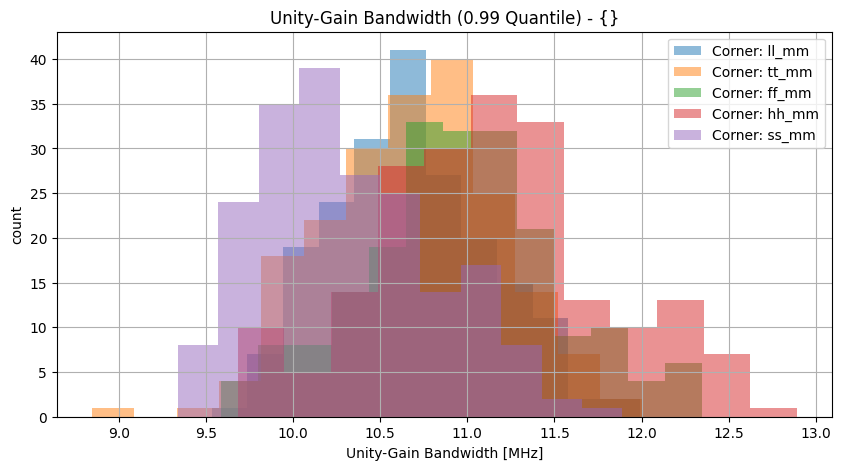 Unity-Gain Bandwidth (0.99 Quantile) - {}
Corner: ll_mm
Corner: tt_mm
Corner: ff_mm
Corner: hh_mm
Corner: ss_mm
40
35
30
25
20
15
10
5
0
count
9.0 9.5 10.0 10.5 11.0 11.5 12.0 12.5 13.0
Unity-Gain Bandwidth [MHz]